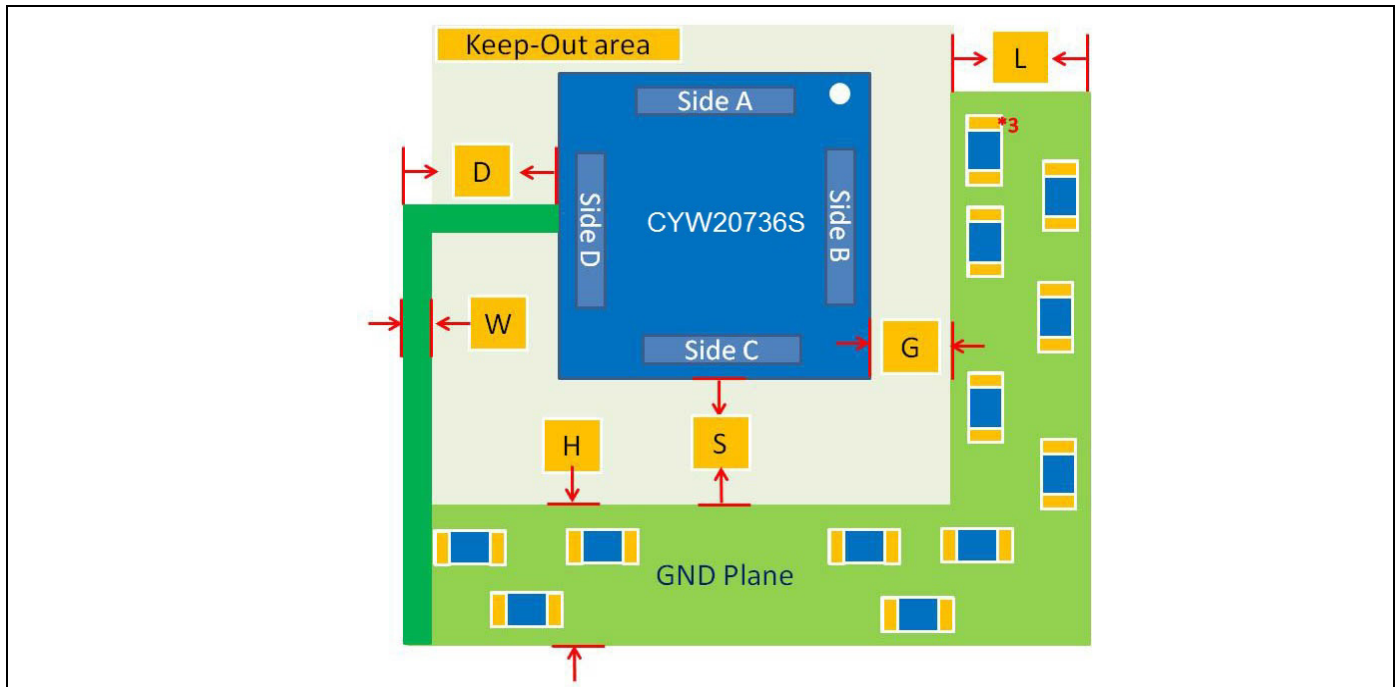 Keep-Out area
L
Side A
*3
D
Side D
CYW20736S
Side B
W
Side C
G
H
S
GND Plane